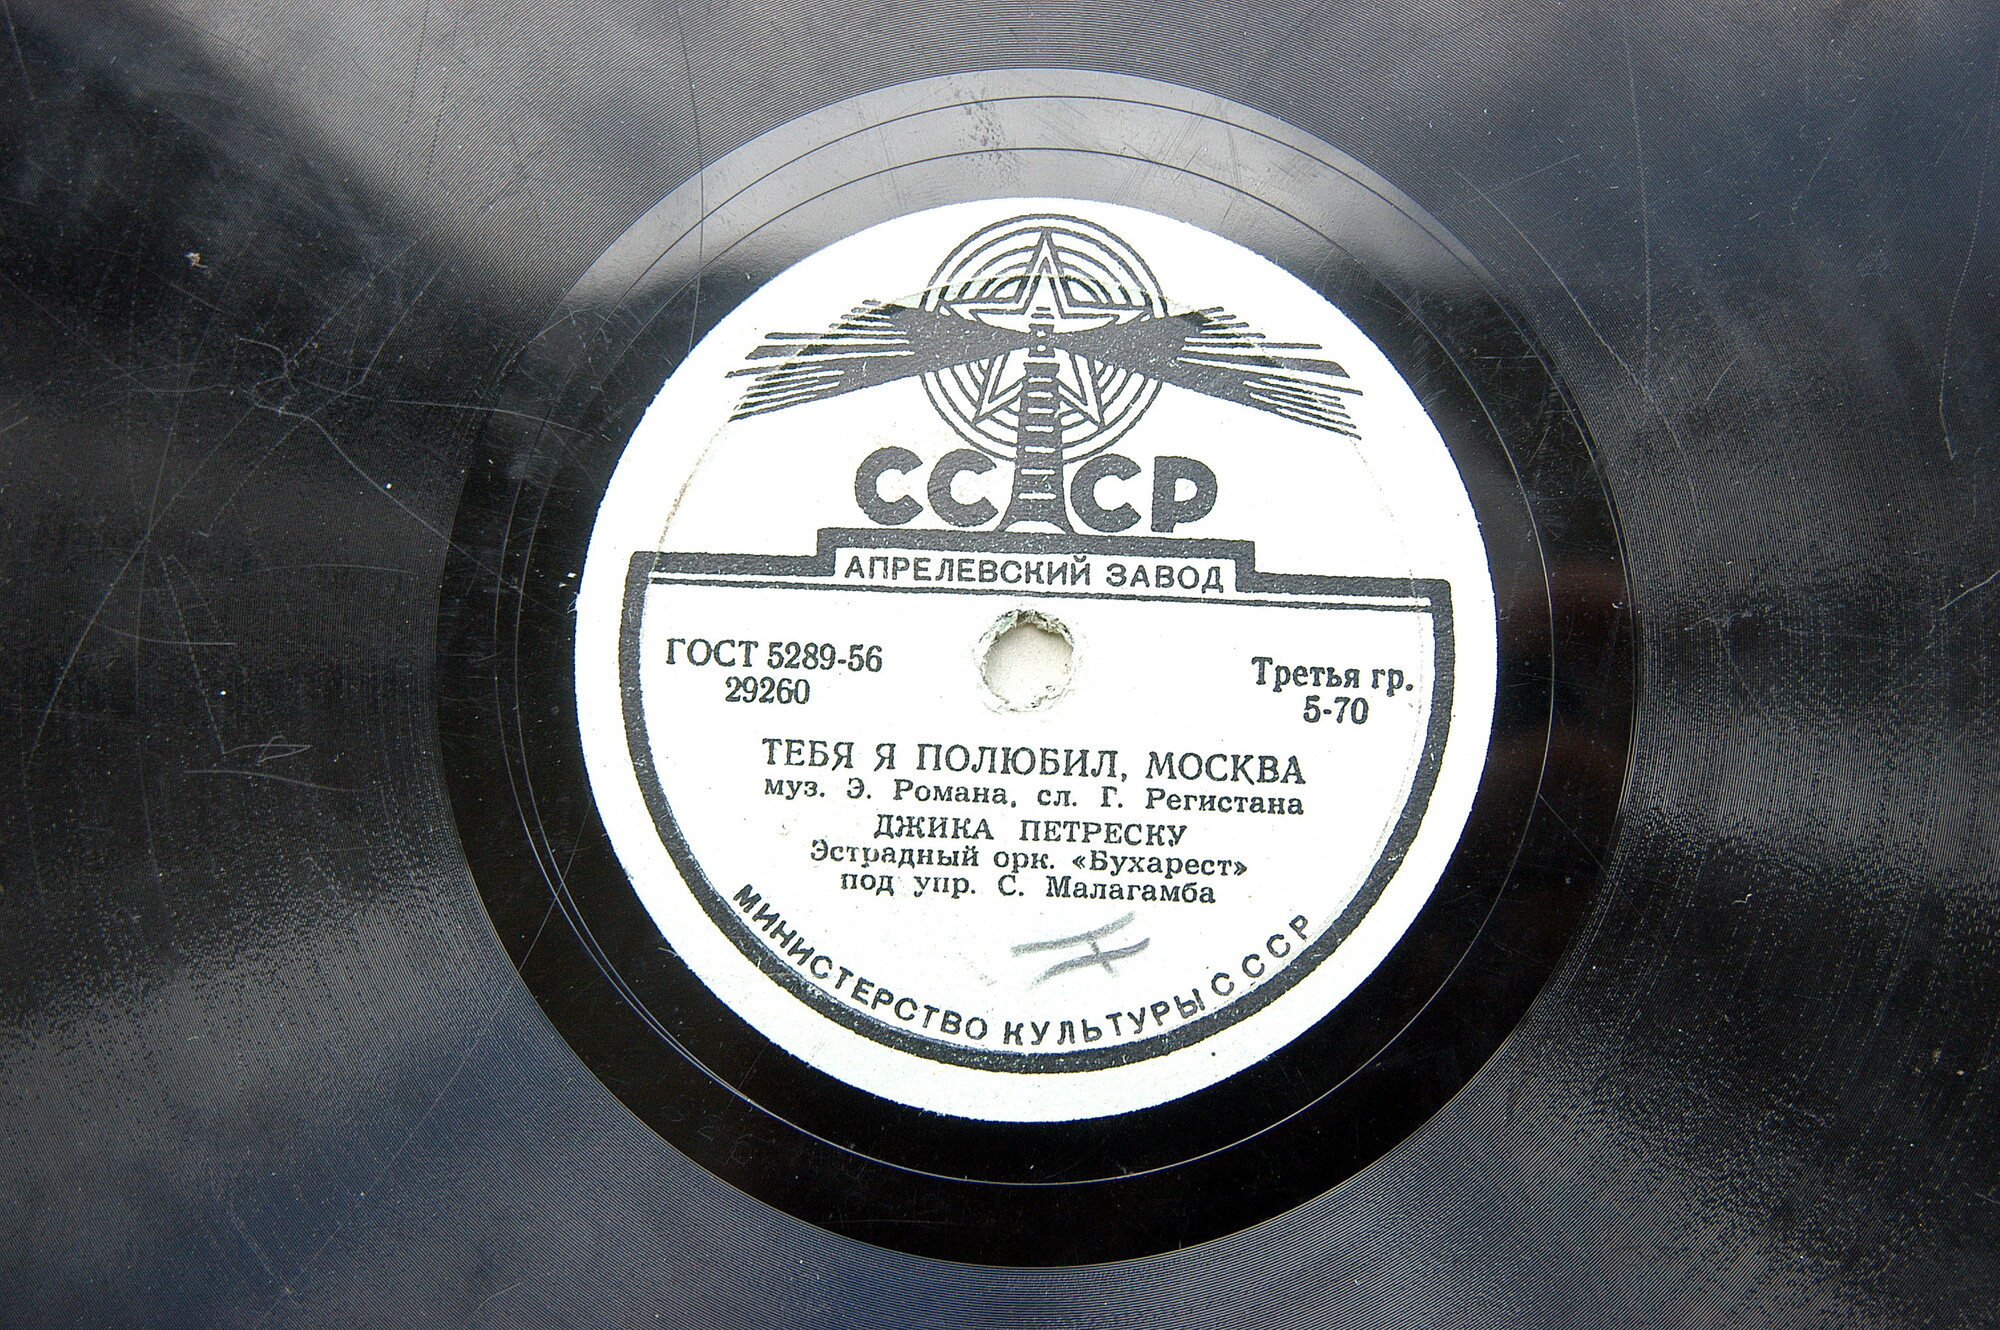 СССР
АПРЕЛЕВСКИЙ ЗАВОД
ГОСТ 5289-56
29260
Третья гр.
5-70
ТЕБЯ Я ПОЛЮБИЛ, МОСКВА
муз. Э. Романа, сл. Г. Регистана
ДЖИКА ПЕТРЕСКУ
Эстрадный орк. «Бухарест»
под упр. С. Малагамба
МИНИСТЕРСТВО КУЛЬТУРЫ СССР